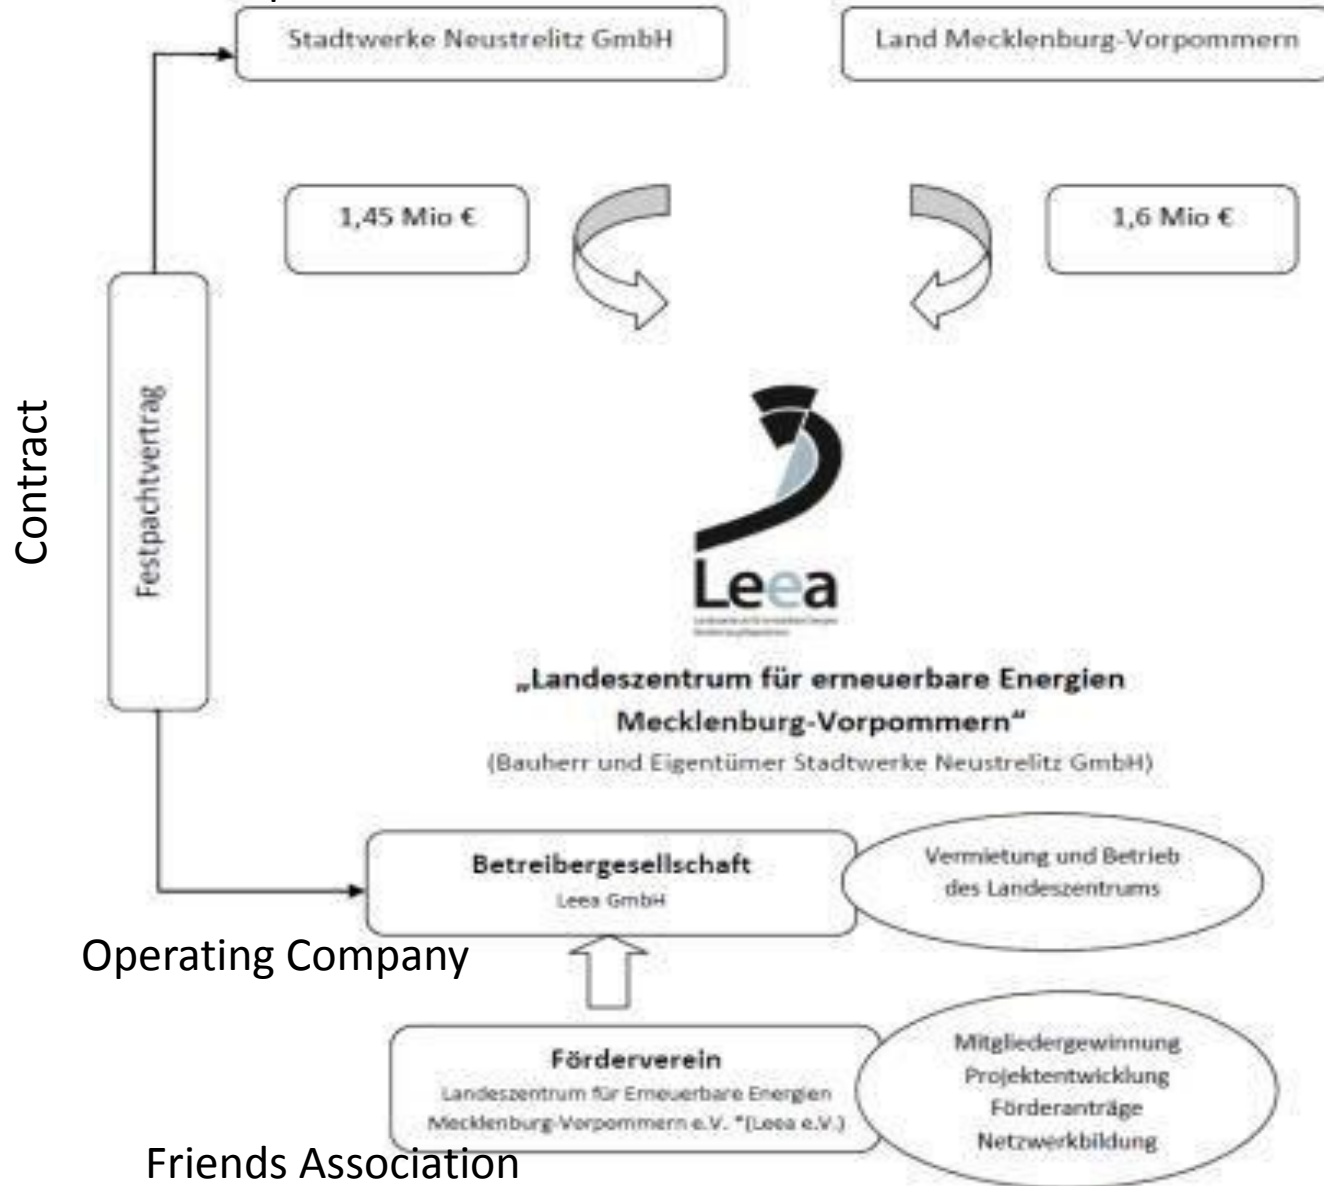 Stadtwerke Neustrelitz GmbH
Land Mecklenburg-Vorpommern
1,45 Mio €
1,6 Mio €
Contract
Festpachtvertrag
Leea
„Landeszentrum für erneuerbare Energien
Mecklenburg-Vorpommern“
(Bauherr und Eigentümer Stadtwerke Neustrelitz GmbH)
Betreibergesellschaft
Leea GmbH
Vermietung und Betrieb
des Landeszentrums
Operating Company
Förderverein
Landeszentrum für Erneuerbare Energien
Mecklenburg-Vorpommern e.V. *(Leea e.V.)
Mitgliedergewinnung
Projektentwicklung
Förderanträge
Netzwerkbildung
Friends Association